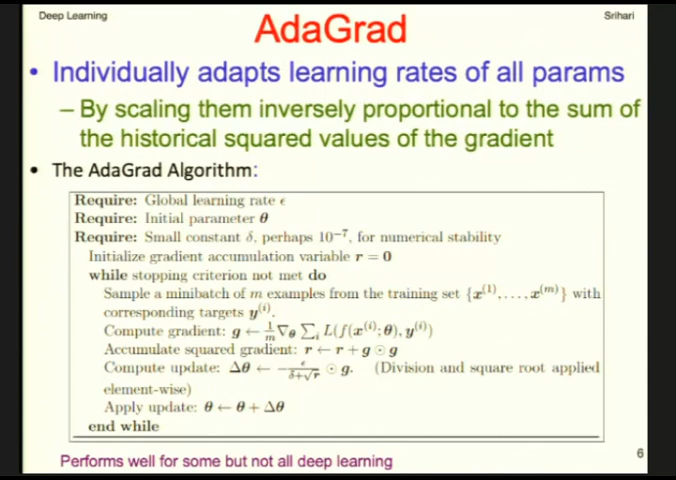 Deep Learning
Srihari
AdaGrad
• Individually adapts learning rates of all params
– By scaling them inversely proportional to the sum of
the historical squared values of the gradient
• The AdaGrad Algorithm:
Require: Global learning rate ϵ
Require: Initial parameter θ
Require: Small constant δ, perhaps 10⁻⁷, for numerical stability
Initialize gradient accumulation variable r = 0
while stopping criterion not met do
Sample a minibatch of m examples from the training set {x⁽¹⁾, . . . , x⁽ᵐ⁾} with
corresponding targets y⁽ⁱ⁾.
Compute gradient: g ← 1/m ∇θ ∑ᵢ L(f(x⁽ⁱ⁾; θ), y⁽ⁱ⁾)
Accumulate squared gradient: r ← r + g ⊙ g
Compute update: Δθ ← − ϵ/(δ+√r) ⊙ g. (Division and square root applied
element-wise)
Apply update: θ ← θ + Δθ
end while
Performs well for some but not all deep learning
6